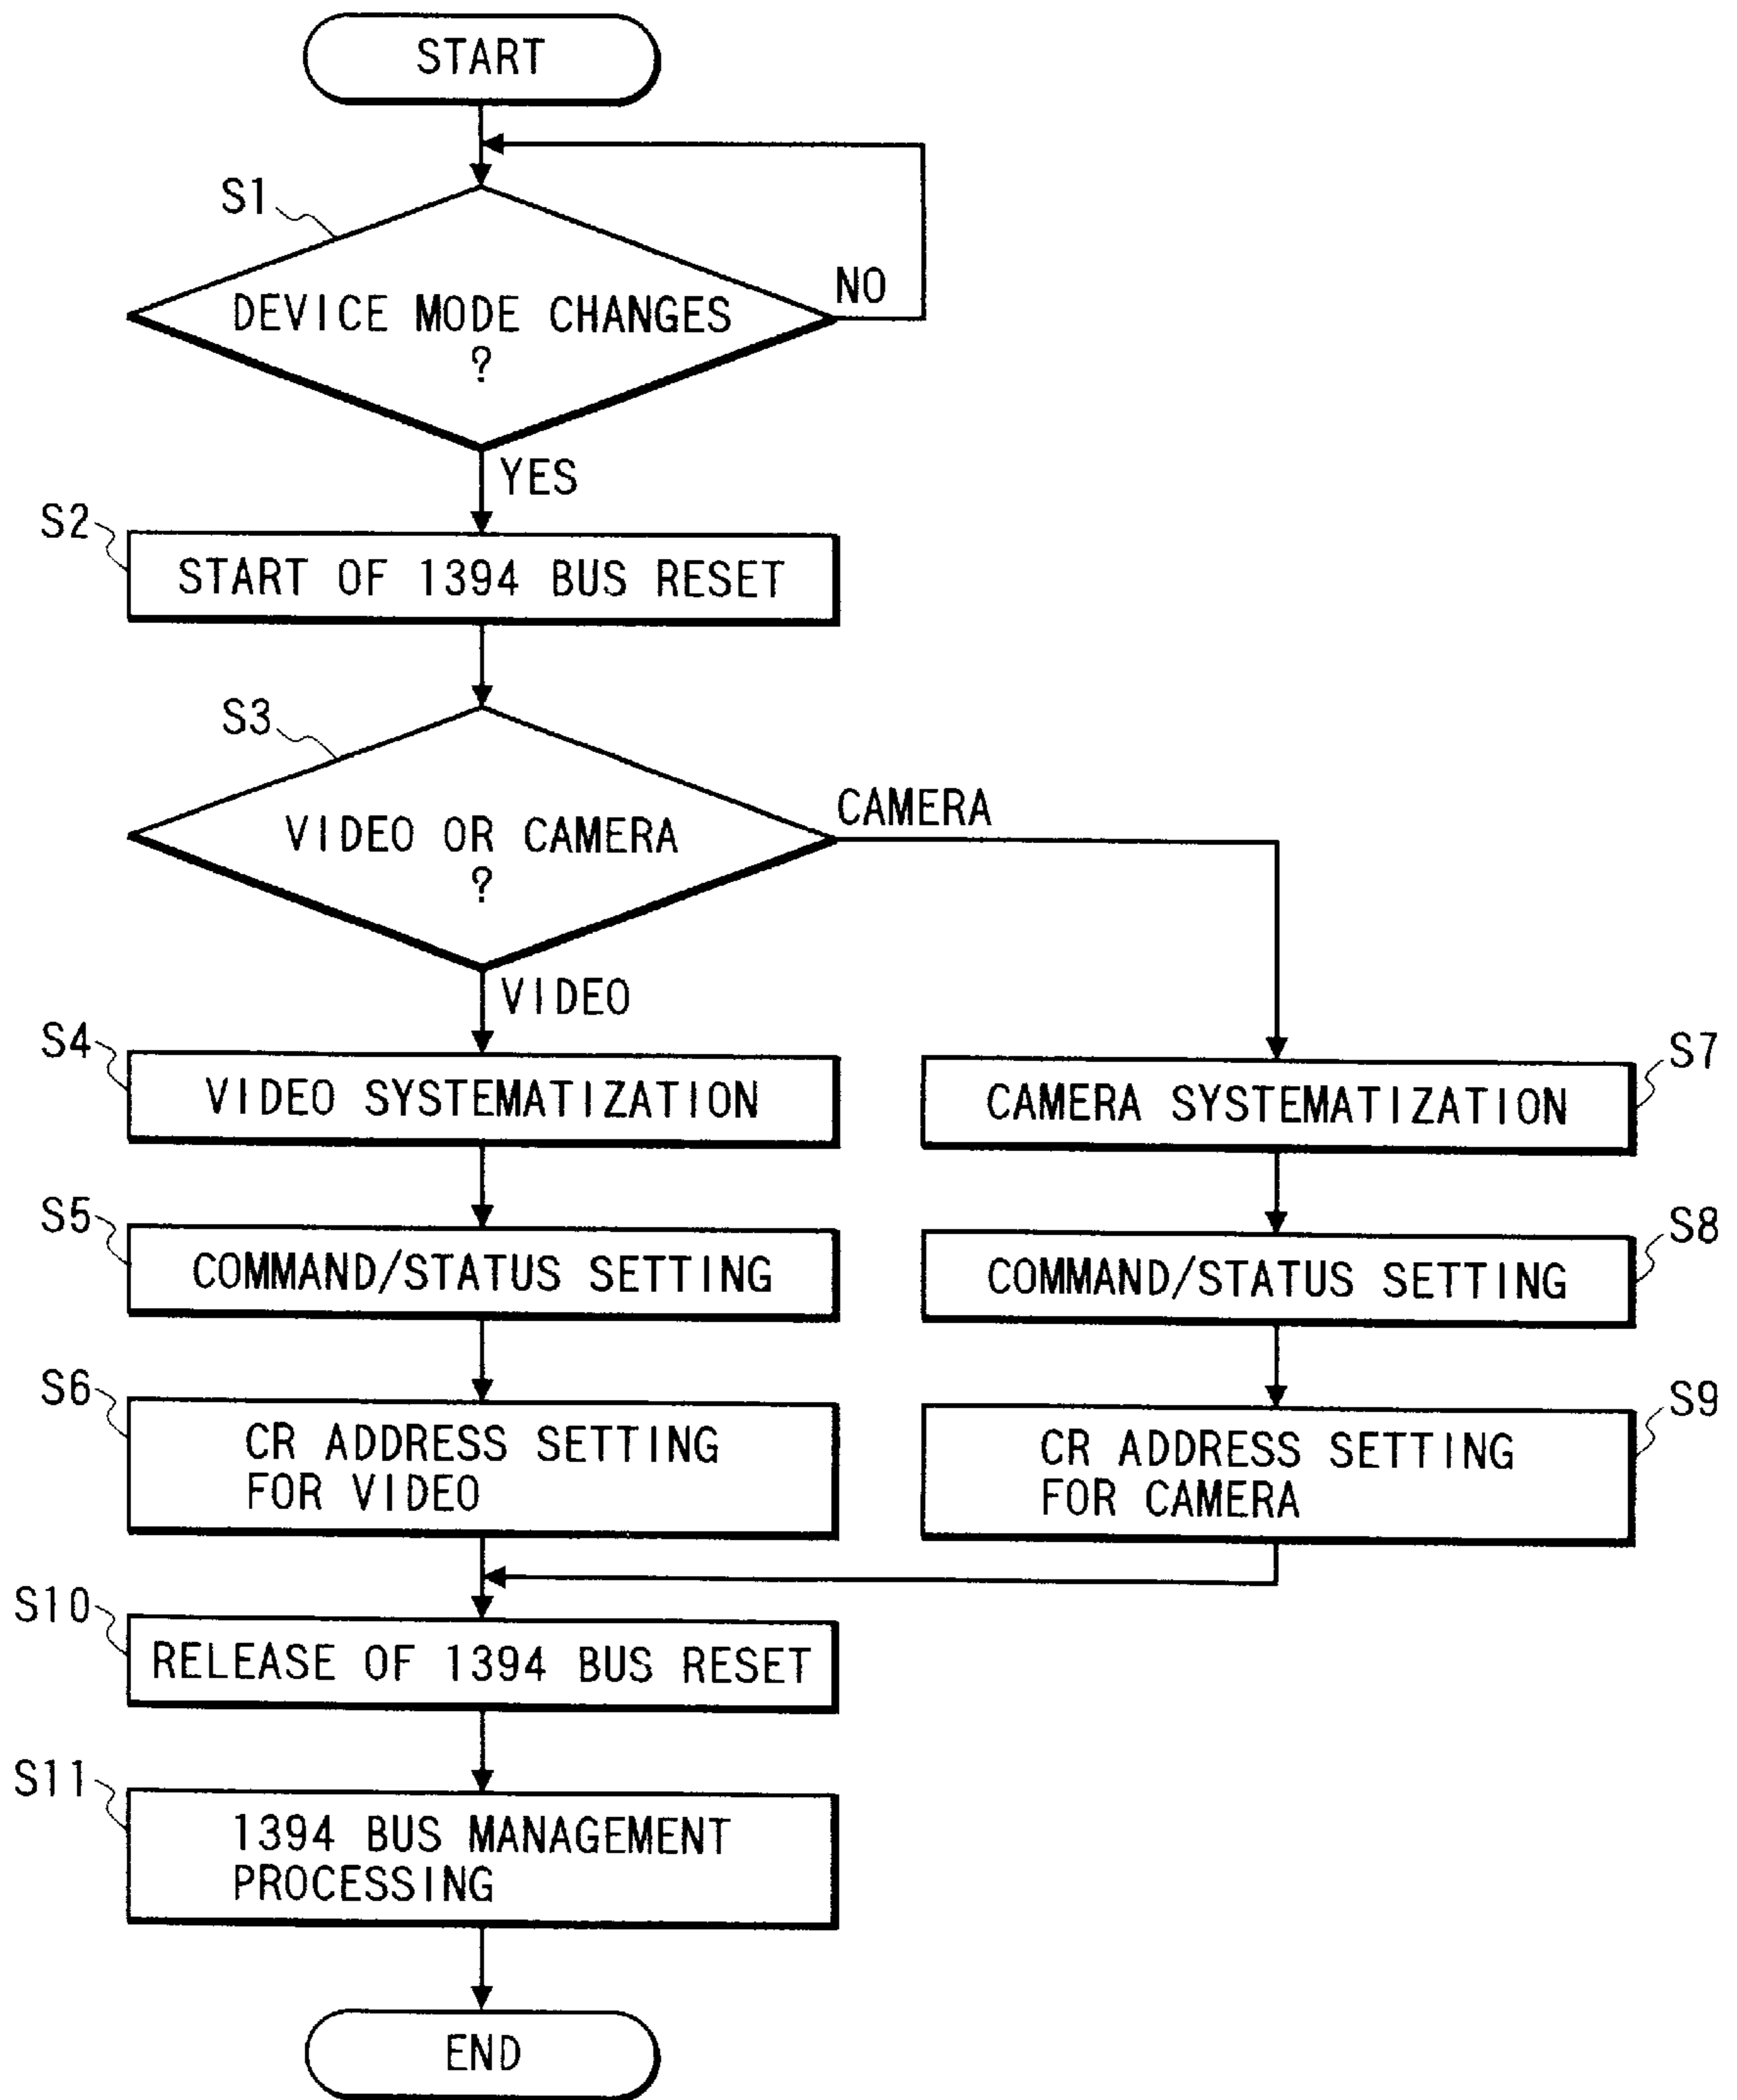 START
S1
DEVICE MODE CHANGES
?
NO
YES
S2
START OF 1394 BUS RESET
S3
VIDEO OR CAMERA
?
CAMERA
VIDEO
S4
VIDEO SYSTEMATIZATION
S7
CAMERA SYSTEMATIZATION
S5
COMMAND/STATUS SETTING
S8
COMMAND/STATUS SETTING
S6
CR ADDRESS SETTING
FOR VIDEO
S9
CR ADDRESS SETTING
FOR CAMERA
S10
RELEASE OF 1394 BUS RESET
S11
1394 BUS MANAGEMENT
PROCESSING
END